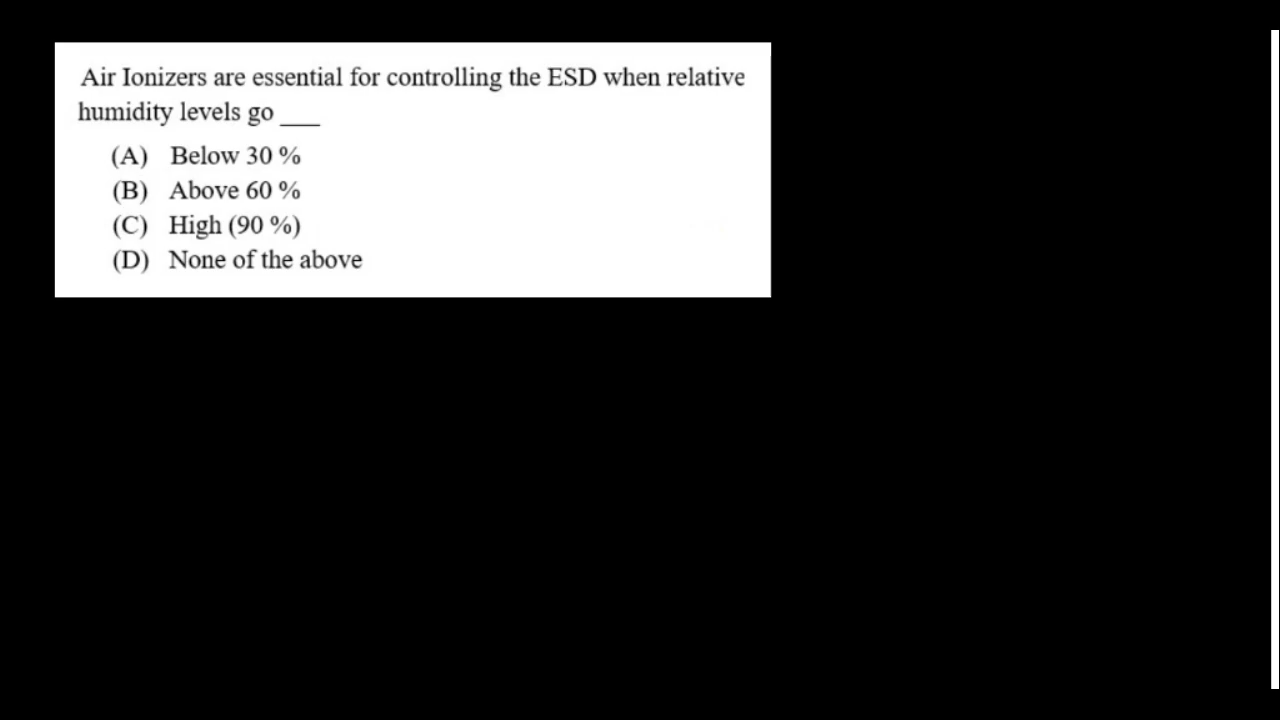 Air Ionizers are essential for controlling the ESD when relative
humidity levels go ___
(A) Below 30 %
(B) Above 60 %
(C) High (90 %)
(D) None of the above